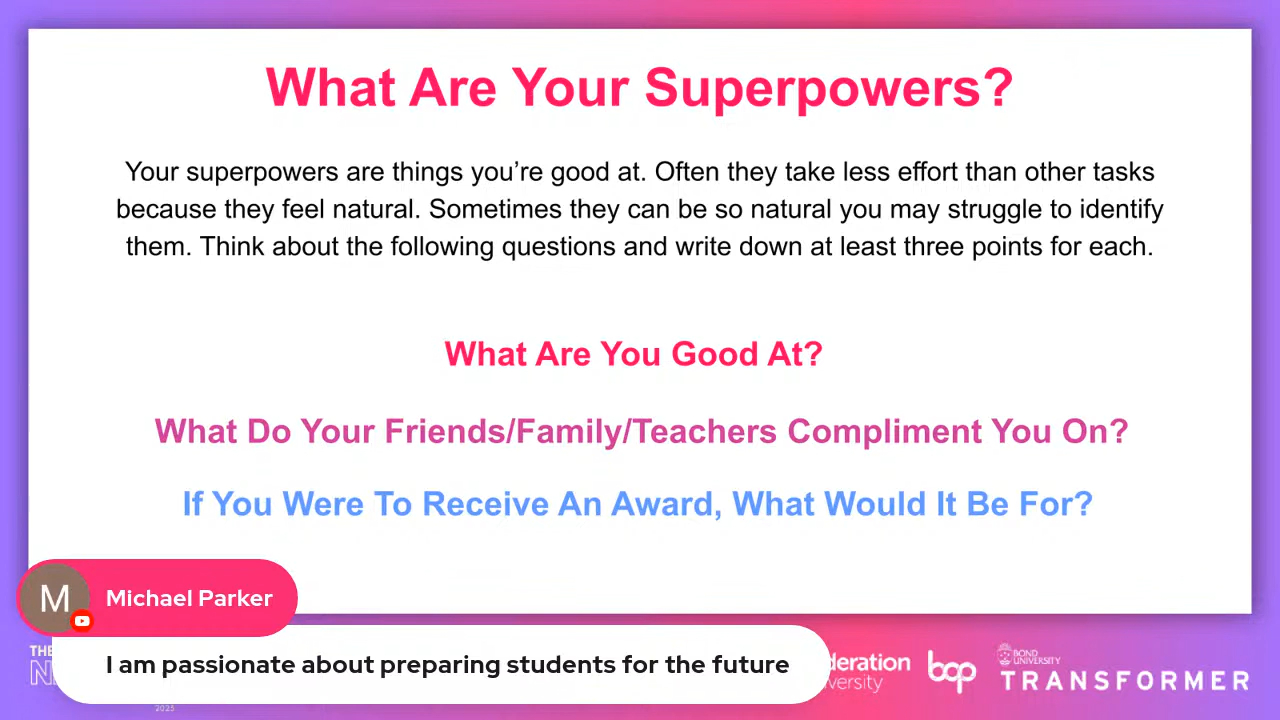 What Are Your Superpowers?
Your superpowers are things you’re good at. Often they take less effort than other tasks
because they feel natural. Sometimes they can be so natural you may struggle to identify
them. Think about the following questions and write down at least three points for each.
What Are You Good At?
What Do Your Friends/Family/Teachers Compliment You On?
If You Were To Receive An Award, What Would It Be For?
M
Michael Parker
I am passionate about preparing students for the future
THE
2023
bop
BOND
UNIVERSITY
TRANSFORMER